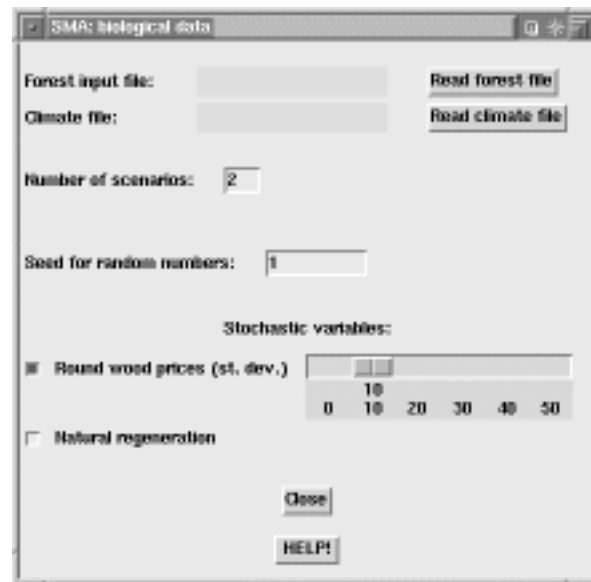 SMA: biological data
Forest input file: Read forest file
Climate file: Read climate file
Number of scenarios: 2
Seed for random numbers: 1
Stochastic variables:
Round wood prices (st. dev.)
10
0 10 20 30 40 50
Natural regeneration
Close
HELP!